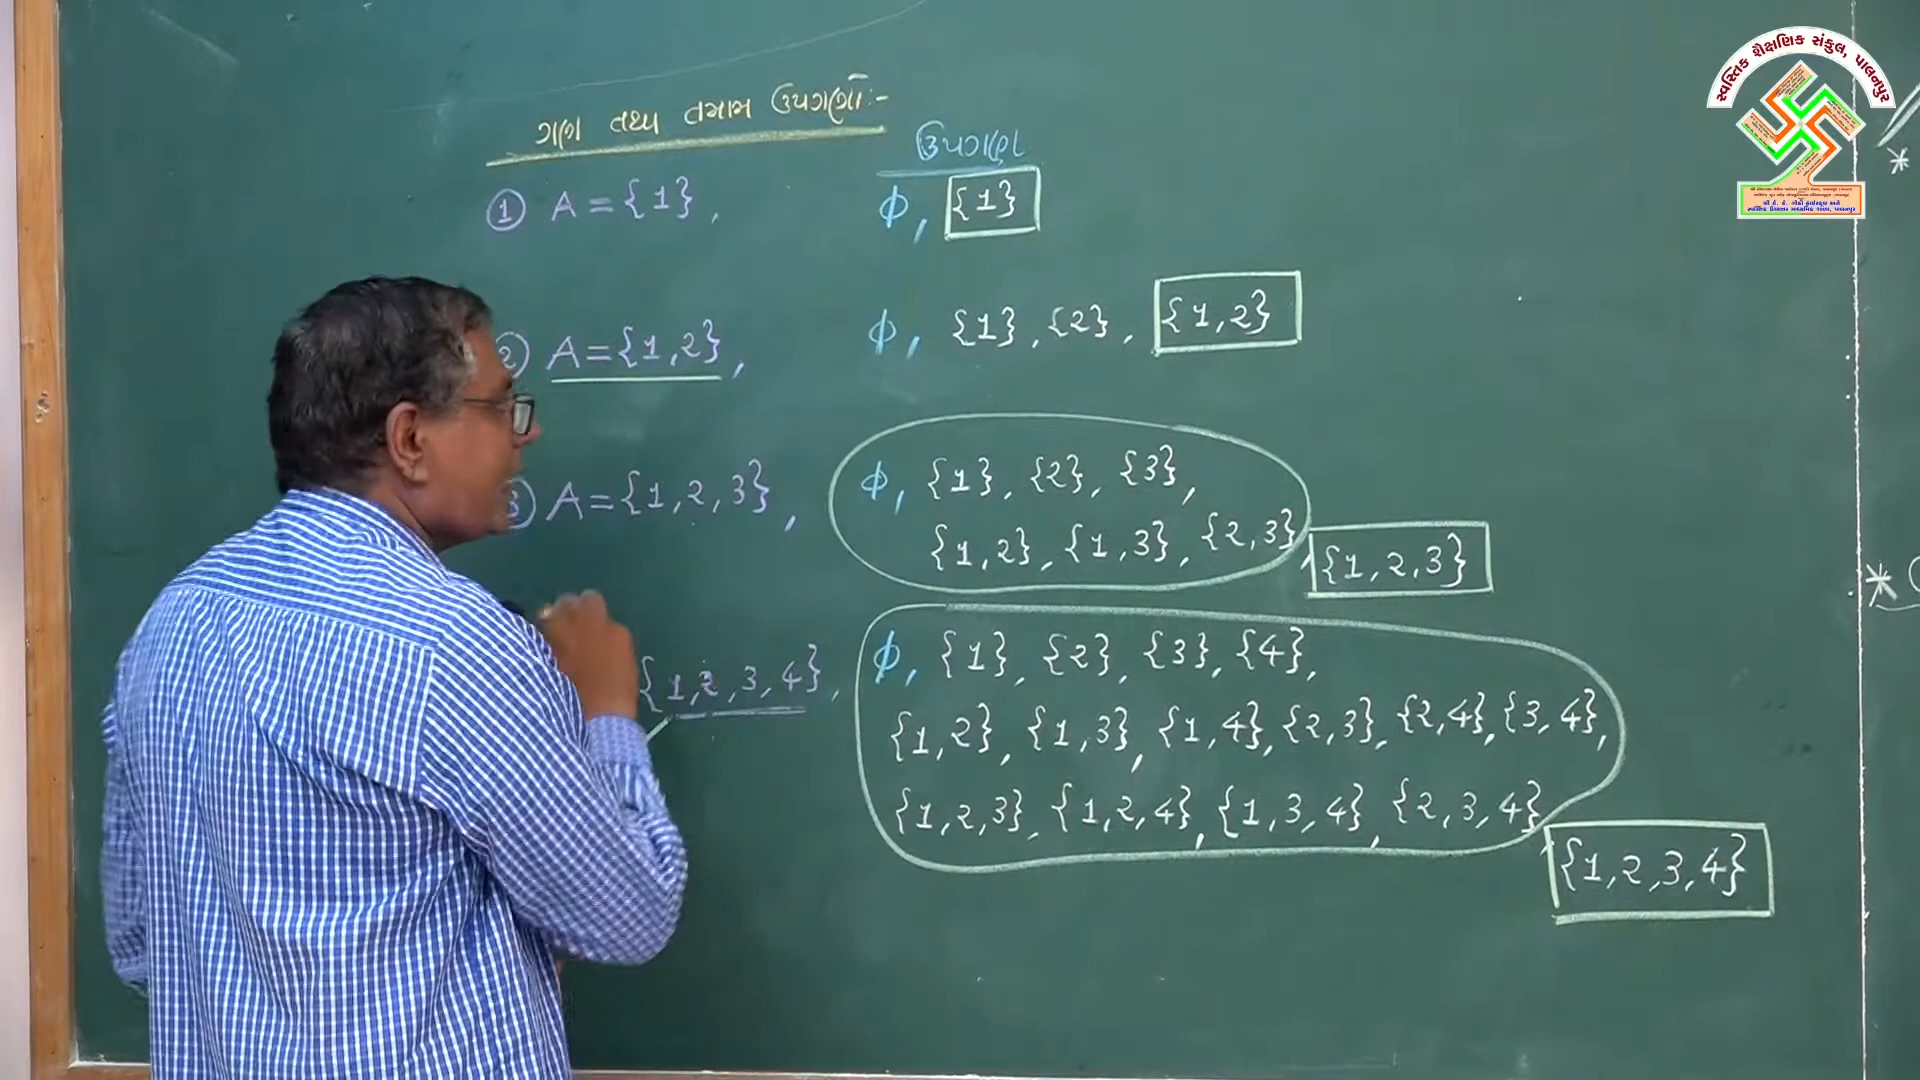 ગણ તથા તમામ ઉપગણો :-
ઉપગણ
① A = {1}, ϕ, {1}
② A = {1,2}, ϕ, {1}, {2}, {1,2}
③ A = {1,2,3}, ϕ, {1}, {2}, {3},
{1,2}, {1,3}, {2,3}, {1,2,3}
{1,2,3,4}, ϕ, {1}, {2}, {3}, {4},
{1,2}, {1,3}, {1,4}, {2,3}, {2,4}, {3,4},
{1,2,3}, {1,2,4}, {1,3,4}, {2,3,4},
{1,2,3,4}
સ્વસ્તિક શૈક્ષણિક સંકુલ, પાલનપુર